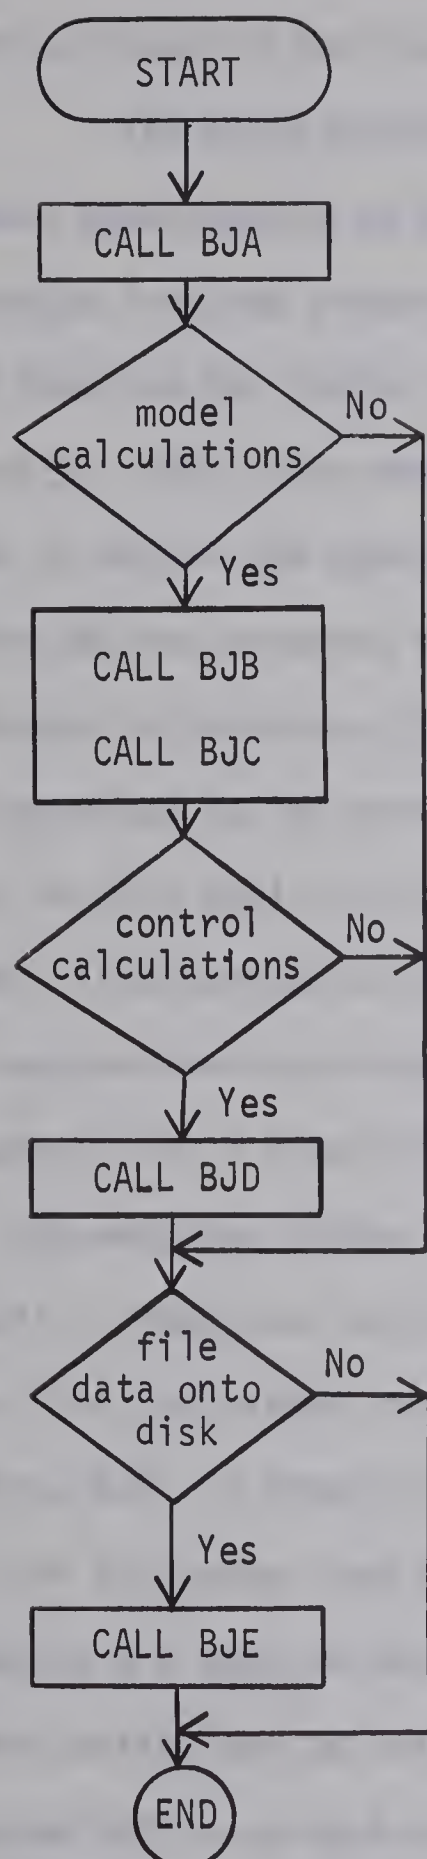 START
CALL BJA
model
calculations
No
Yes
CALL BJB
CALL BJC
control
calculations
No
Yes
CALL BJD
file
data onto
disk
No
Yes
CALL BJE
END